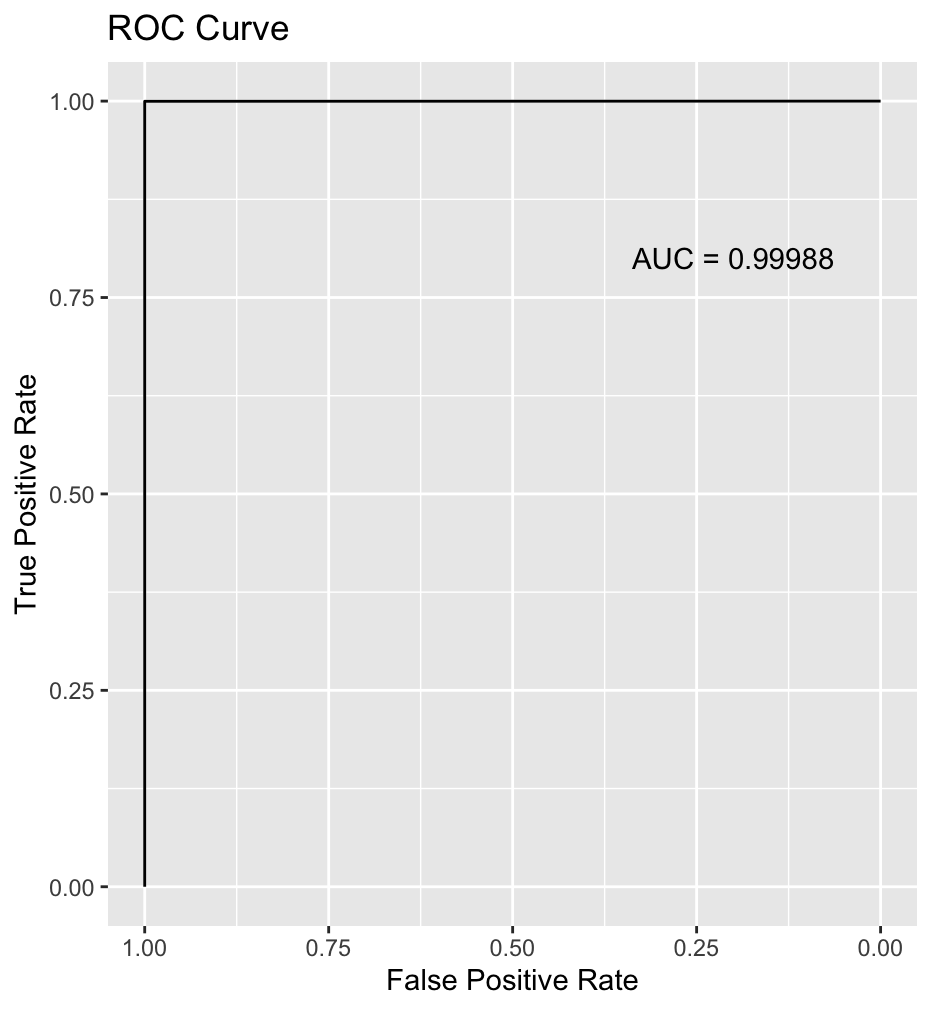 ROC Curve
1.00
AUC = 0.99988
0.75
True Positive Rate
0.50
0.25
0.00
1.00 0.75 0.50 0.25 0.00
False Positive Rate